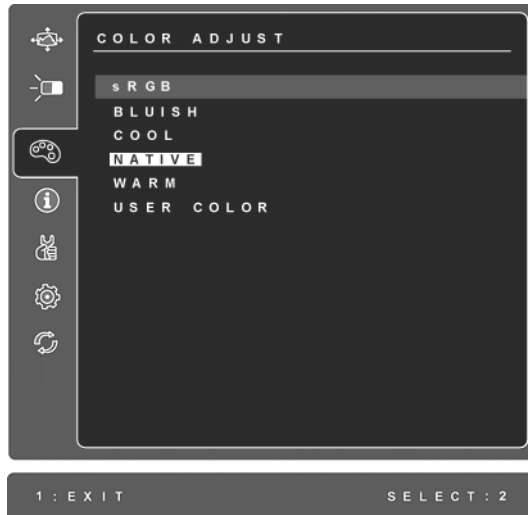 COLOR ADJUST
sRGB
BLUISH
COOL
NATIVE
WARM
USER COLOR
1:EXIT SELECT:2